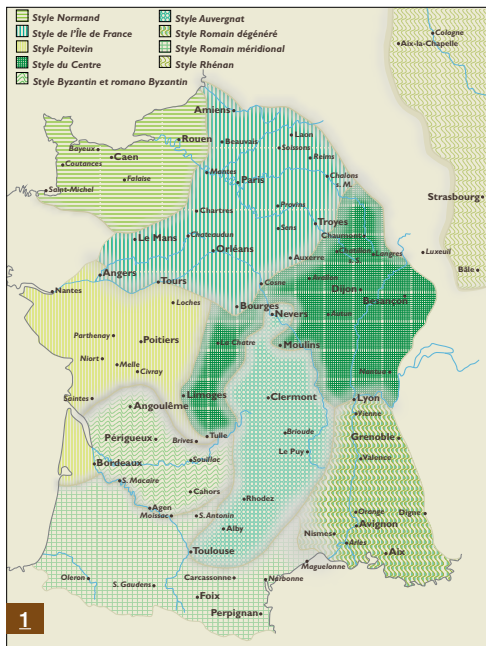 Style Normand
Style de l'Île de France
Style Poitevin
Style du Centre
Style Byzantin et romano Byzantin
Style Auvergnat
Style Romain dégénéré
Style Romain méridional
Style Rhénan
Cologne
Aix-la-Chapelle
Amiens
Rouen
Beauvais
Laon
Soissons
Bayeux
Caen
Reims
Coutances
Mantes
Chalons
s. M.
Falaise
Paris
Saint-Michel
Strasbourg
Chartres
Provins
Troyes
Chateaudun
Sens
Chaumont
Le Mans
Orléans
Chatillon
s. S.
Langres
Luxeuil
Auxerre
Angers
Bâle
Tours
Cosne
Avallon
Nantes
Dijon
Loches
Bourges
Besançon
Nevers
Autun
Parthenay
Poitiers
La Chatre
Moulins
Niort
Melle
Civray
Nantua
Saintes
Limoges
Clermont
Lyon
Angoulême
Vienne
Tulle
Brioude
Grenoble
Périgueux
Brives
Le Puy
Valence
Bordeaux
Souillac
S. Macaire
Cahors
Rhodez
Agen
Moissac
S. Antonin
Orange
Digne
Alby
Avignon
Nismes
Arles
Toulouse
Aix
Maguelonne
Oleron
S. Gaudens
Carcassonne
Narbonne
Foix
Perpignan
1